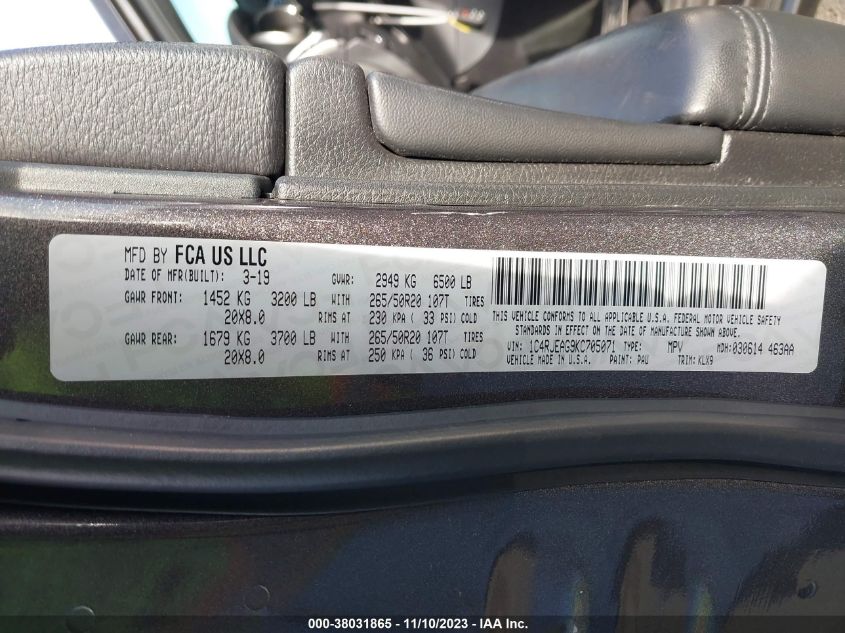 MFD BY FCA US LLC
DATE OF MFR(BUILT): 3-19 GVWR: 2949 KG 6500 LB
GAWR FRONT: 1452 KG 3200 LB WITH 265/50R20 107T TIRES
20X8.0 RIMS AT 230 KPA ( 33 PSI) COLD
GAWR REAR: 1679 KG 3700 LB WITH 265/50R20 107T TIRES
20X8.0 RIMS AT 250 KPA ( 36 PSI) COLD
THIS VEHICLE CONFORMS TO ALL APPLICABLE U.S.A. FEDERAL MOTOR VEHICLE SAFETY
STANDARDS IN EFFECT ON THE DATE OF MANUFACTURE SHOWN ABOVE.
VIN: 1C4RJEAG9KC705071 TYPE: MPV MDH:030614 463AA
VEHICLE MADE IN U.S.A. PAINT: PAU TRIM: KLX9
000-38031865 - 11/10/2023 - IAA Inc.